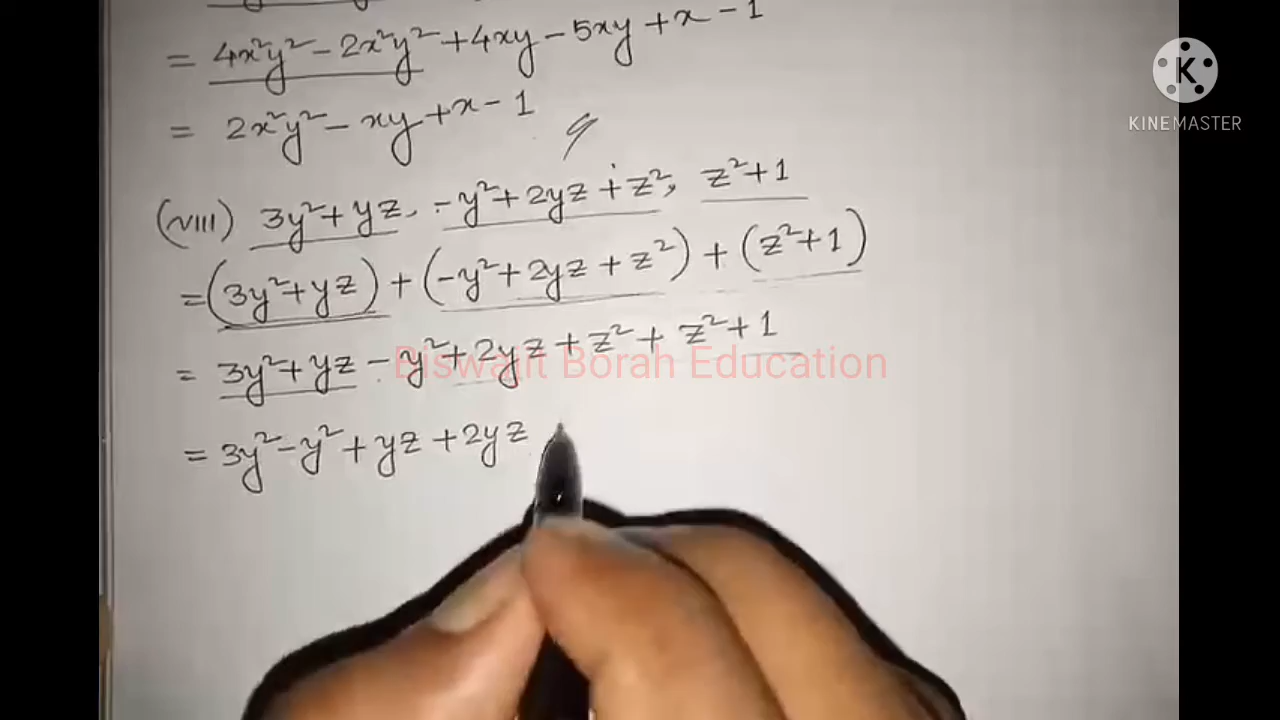 = 4x²y² - 2x²y² + 4xy - 5xy + x - 1
= 2x²y² - xy + x - 1
(VIII) 3y² + yz, -y² + 2yz + z², z² + 1
= (3y² + yz) + (-y² + 2yz + z²) + (z² + 1)
= 3y² + yz - y² + 2yz + z² + z² + 1
= 3y² - y² + yz + 2yz
K
KINEMASTER
Biswajit Borah Education